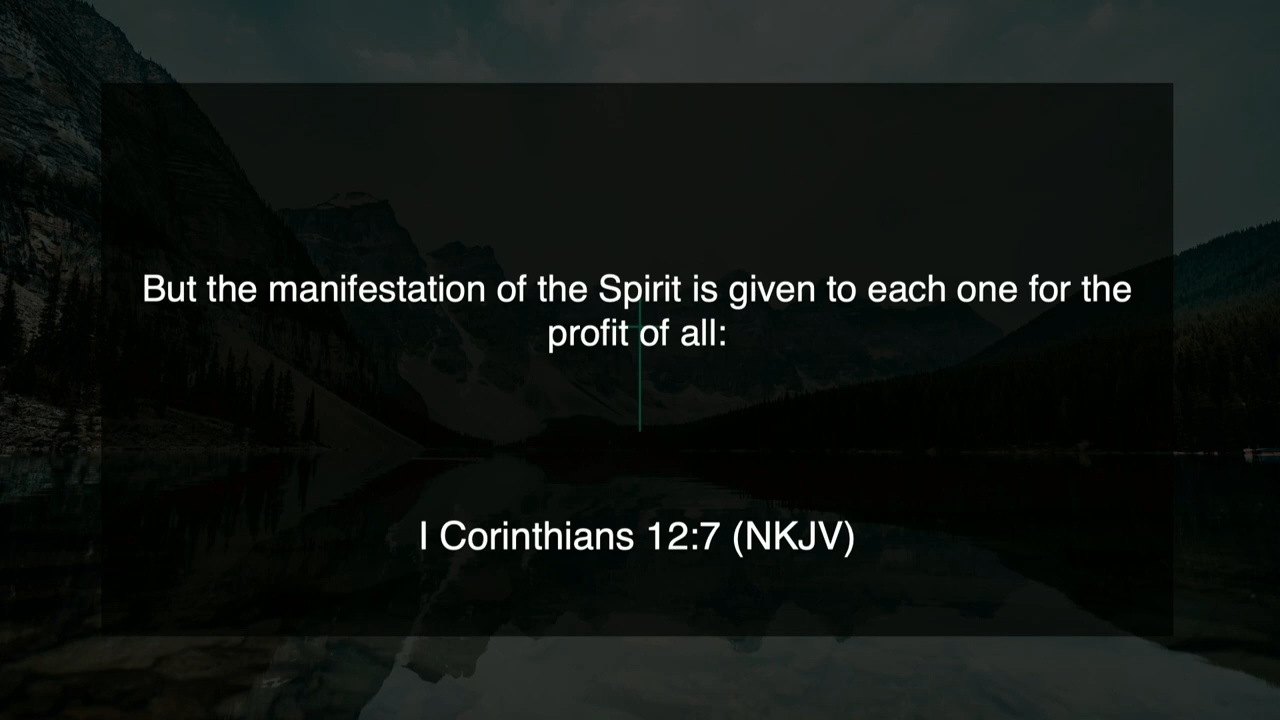 But the manifestation of the Spirit is given to each one for the
profit of all:
I Corinthians 12:7 (NKJV)